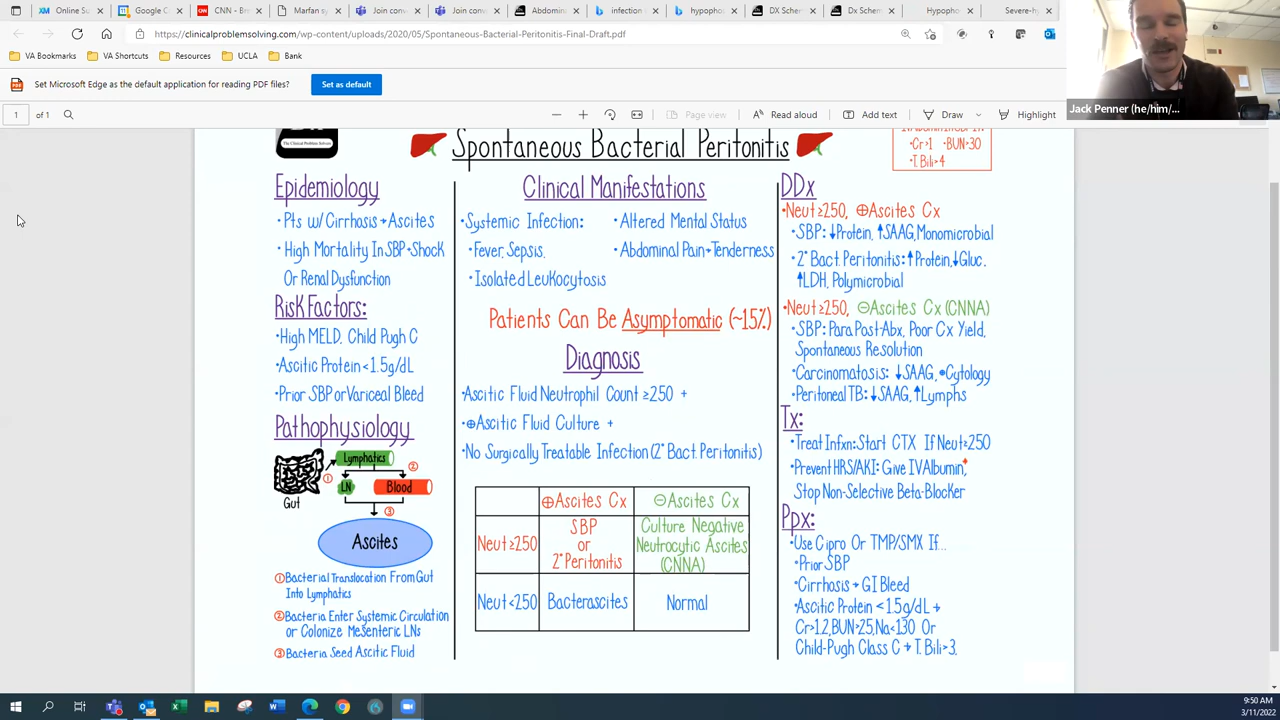 Online Su
Google C
CNN - Bre
Marfan sy
Join conv
Join conv
Abdomina
infection
hypophos
DX Schem
Dx Schem
Hypopho
Severe-hy
https://clinicalproblemsolving.com/wp-content/uploads/2020/05/Spontaneous-Bacterial-Peritonitis-Final-Draft.pdf
VA Bookmarks
VA Shortcuts
Resources
UCLA
Bank
Set Microsoft Edge as the default application for reading PDF files?
Set as default
Jack Penner (he/him/...
1 of 1
Page view
Read aloud
Add text
Draw
Highlight
The Clinical Problem Solvers
Spontaneous Bacterial Peritonitis
•Cr>1 •BUN>30
•T. Bili>4
Epidemiology
•Pts w/ Cirrhosis + Ascites
•High Mortality In SBP+Shock
Or Renal Dysfunction
Risk Factors:
•High MELD, Child Pugh C
•Ascitic Protein<1.5g/dL
•Prior SBP or Variceal Bleed
Pathophysiology
Lymphatics
①
②
LN
Blood
Gut
③
Ascites
①Bacterial Translocation From Gut
Into Lymphatics
②Bacteria Enter Systemic Circulation
or Colonize Mesenteric LNs
③Bacteria Seed Ascitic Fluid
Clinical Manifestations
•Systemic Infection:
•Altered Mental Status
•Fever, Sepsis,
•Abdominal Pain+Tenderness
•Isolated Leukocytosis
Patients Can Be Asymptomatic (~15%)
Diagnosis
•Ascitic Fluid Neutrophil Count ≥250 +
•⊕Ascitic Fluid Culture +
•No Surgically Treatable Infection (2° Bact. Peritonitis)
⊕Ascites Cx
⊖Ascites Cx
Neut ≥250
SBP
or
2° Peritonitis
Culture Negative
Neutrocytic Ascites
(CNNA)
Neut <250
Bacterascites
Normal
DDx
•Neut ≥250, ⊕Ascites Cx
•SBP: ↓Protein, ↑SAAG, Monomicrobial
•2° Bact. Peritonitis: ↑Protein, ↓Gluc.
↑LDH, Polymicrobial
•Neut ≥250, ⊖Ascites Cx (CNNA)
•SBP: Para Post-Abx, Poor Cx Yield,
Spontaneous Resolution
•Carcinomatosis: ↓SAAG, ⊕Cytology
•Peritoneal TB: ↓SAAG, ↑Lymphs
Tx:
•Treat Infxn: Start CTX If Neut ≥250
•Prevent HRS/AKI: Give IV Albumin,*
Stop Non-Selective Beta-Blocker
Ppx:
•Use Cipro Or TMP/SMX If...
•Prior SBP
•Cirrhosis + GI Bleed
•Ascitic Protein <1.5g/dL +
Cr>1.2, BUN>25, Na<130 Or
Child-Pugh Class C + T. Bili>3.
9:50 AM
3/11/2022